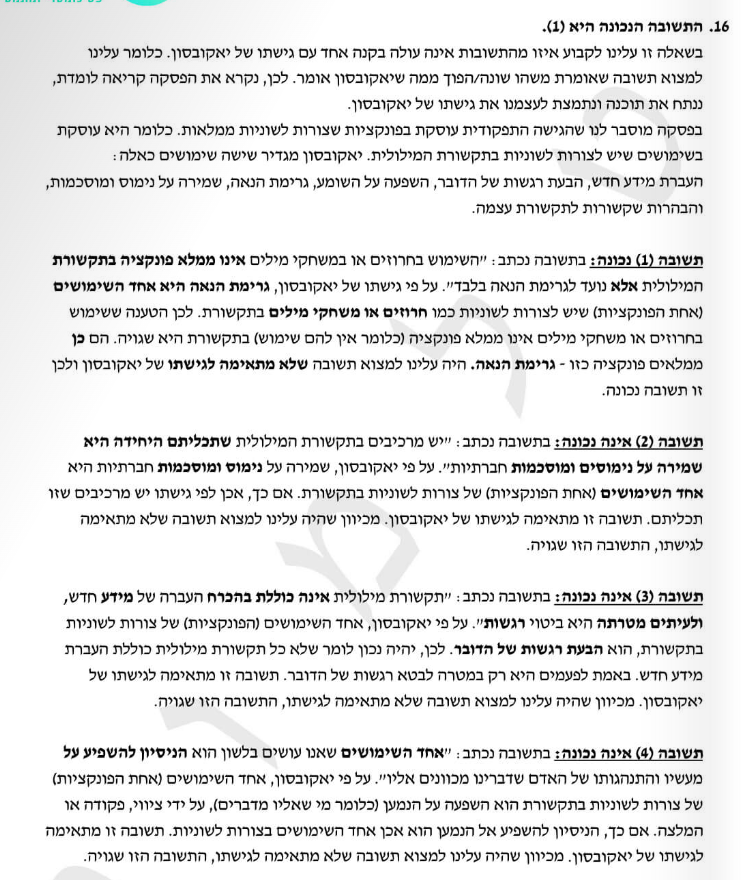 16. התשובה הנכונה היא (1).
בשאלה זו עלינו לקבוע איזו מהתשובות אינה עולה בקנה אחד עם גישתו של יאקובסון. כלומר עלינו
למצוא תשובה שאומרת משהו שונה/הפוך ממה שיאקובסון אומר. לכן, נקרא את הפסקה קריאה לומדת,
ננתח את תוכנה ונתמצת לעצמנו את גישתו של יאקובסון.
בפסקה מוסבר לנו שהגישה התפקודית עוסקת בפונקציות שצורות לשוניות ממלאות. כלומר היא עוסקת
בשימושים שיש לצורות לשוניות בתקשורת המילולית. יאקובסון מגדיר שישה שימושים כאלה:
העברת מידע חדש, הבעת רגשות של הדובר, השפעה על השומע, גרימת הנאה, שמירה על נימוס ומוסכמות,
והבהרות שקשורות לתקשורת עצמה.
תשובה (1) נכונה: בתשובה נכתב: "השימוש בחרוזים או במשחקי מילים אינו ממלא פונקציה בתקשורת
המילולית אלא נועד לגרימת הנאה בלבד". על פי גישתו של יאקובסון, גרימת הנאה היא אחד השימושים
(אחת הפונקציות) שיש לצורות לשוניות כמו חרוזים או משחקי מילים בתקשורת. לכן הטענה ששימוש
בחרוזים או משחקי מילים אינו ממלא פונקציה (כלומר אין להם שימוש) בתקשורת היא שגויה. הם כן
ממלאים פונקציה כזו - גרימת הנאה. היה עלינו למצוא תשובה שלא מתאימה לגישתו של יאקובסון ולכן
זו תשובה נכונה.
תשובה (2) אינה נכונה: בתשובה נכתב: "יש מרכיבים בתקשורת המילולית שתכליתם היחידה היא
שמירה על נימוסים ומוסכמות חברתיות". על פי יאקובסון, שמירה על נימוס ומוסכמות חברתיות היא
אחד השימושים (אחת הפונקציות) של צורות לשוניות בתקשורת. אם כך, אכן לפי גישתו יש מרכיבים שזו
תכליתם. תשובה זו מתאימה לגישתו של יאקובסון. מכיוון שהיה עלינו למצוא תשובה שלא מתאימה
לגישתו, התשובה הזו שגויה.
תשובה (3) אינה נכונה: בתשובה נכתב: "תקשורת מילולית אינה כוללת בהכרח העברה של מידע חדש,
ולעיתים מטרתה היא ביטוי רגשות". על פי יאקובסון, אחד השימושים (הפונקציות) של צורות לשוניות
בתקשורת, הוא הבעת רגשות של הדובר. לכן, יהיה נכון לומר שלא כל תקשורת מילולית כוללת העברת
מידע חדש. באמת לפעמים היא רק במטרה לבטא רגשות של הדובר. תשובה זו מתאימה לגישתו של
יאקובסון. מכיוון שהיה עלינו למצוא תשובה שלא מתאימה לגישתו, התשובה הזו שגויה.
תשובה (4) אינה נכונה: בתשובה נכתב: "אחד השימושים שאנו עושים בלשון הוא הניסיון להשפיע על
מעשיו והתנהגותו של האדם שדברינו מכוונים אליו". על פי יאקובסון, אחד השימושים (אחת הפונקציות)
של צורות לשוניות בתקשורת הוא השפעה על הנמען (כלומר מי שאליו מדברים), על ידי ציווי, פקודה או
המלצה. אם כך, הניסיון להשפיע אל הנמען הוא אכן אחד השימושים בצורות לשוניות. תשובה זו מתאימה
לגישתו של יאקובסון. מכיוון שהיה עלינו למצוא תשובה שלא מתאימה לגישתו, התשובה הזו שגויה.